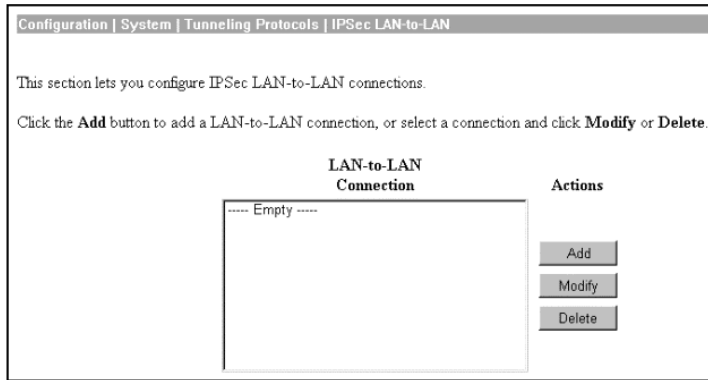 Configuration | System | Tunneling Protocols | IPSec LAN-to-LAN
This section lets you configure IPSec LAN-to-LAN connections.
Click the Add button to add a LAN-to-LAN connection, or select a connection and click Modify or Delete.
LAN-to-LAN
Connection
Actions
----- Empty -----
Add
Modify
Delete